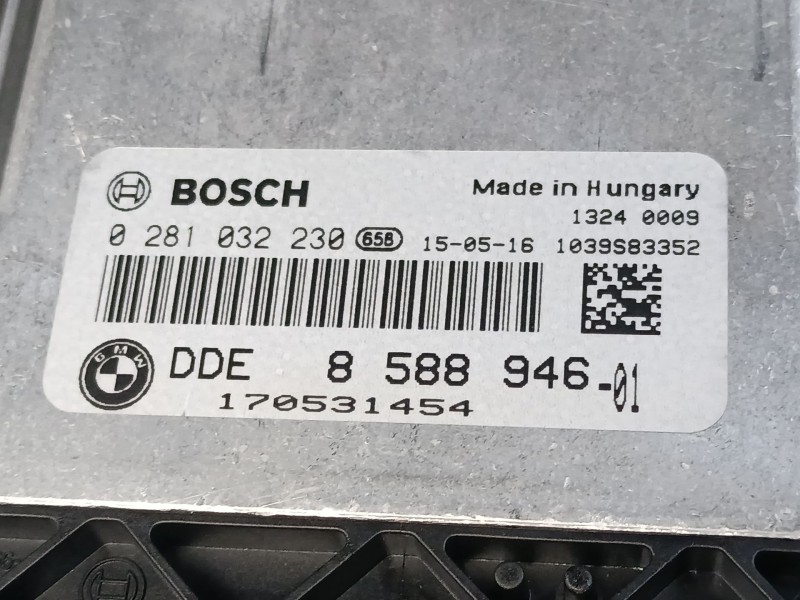 BOSCH
Made in Hungary
1324 0009
0 281 032 230 658 15-05-16 1039S83352
BMW DDE 8 588 946-01
170531454